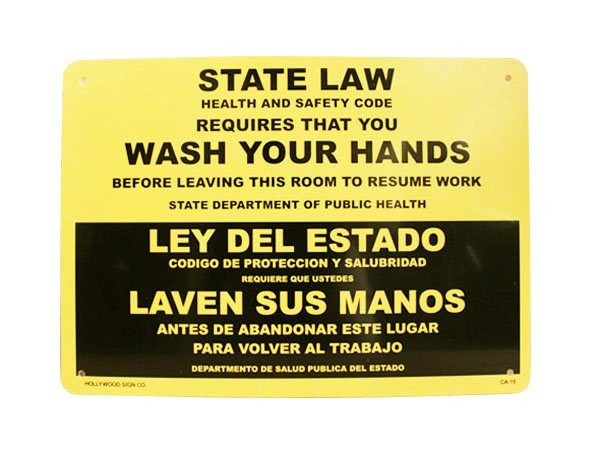 STATE LAW
HEALTH AND SAFETY CODE
REQUIRES THAT YOU
WASH YOUR HANDS
BEFORE LEAVING THIS ROOM TO RESUME WORK
STATE DEPARTMENT OF PUBLIC HEALTH
LEY DEL ESTADO
CODIGO DE PROTECCION Y SALUBRIDAD
REQUIERE QUE USTEDES
LAVEN SUS MANOS
ANTES DE ABANDONAR ESTE LUGAR
PARA VOLVER AL TRABAJO
DEPARTMENTO DE SALUD PUBLICA DEL ESTADO
HOLLYWOOD SIGN CO. CA-15